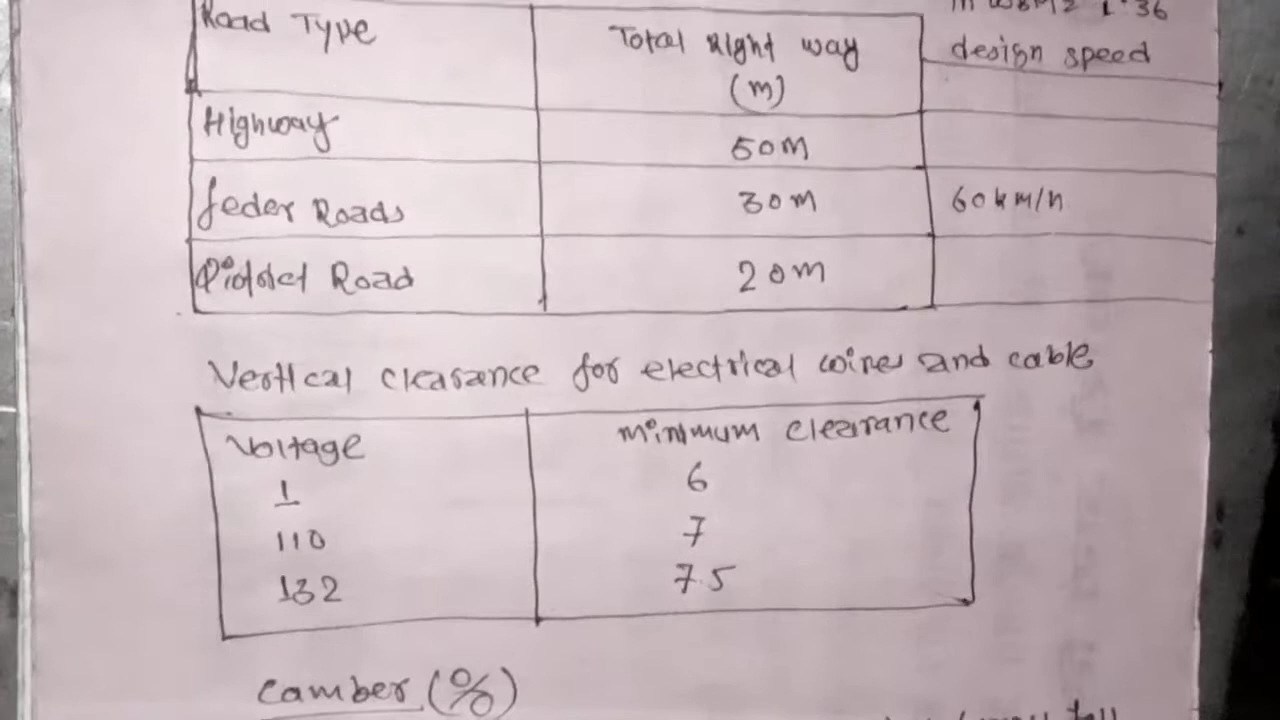 Road Type Total Right way design speed
(m)
Highway 50m
feder Roads 30m 60km/h
Road 20m
Vertical clearance for electrical wires and cable
Voltage minimum clearance
1 6
110 7
132 7.5
camber (%)